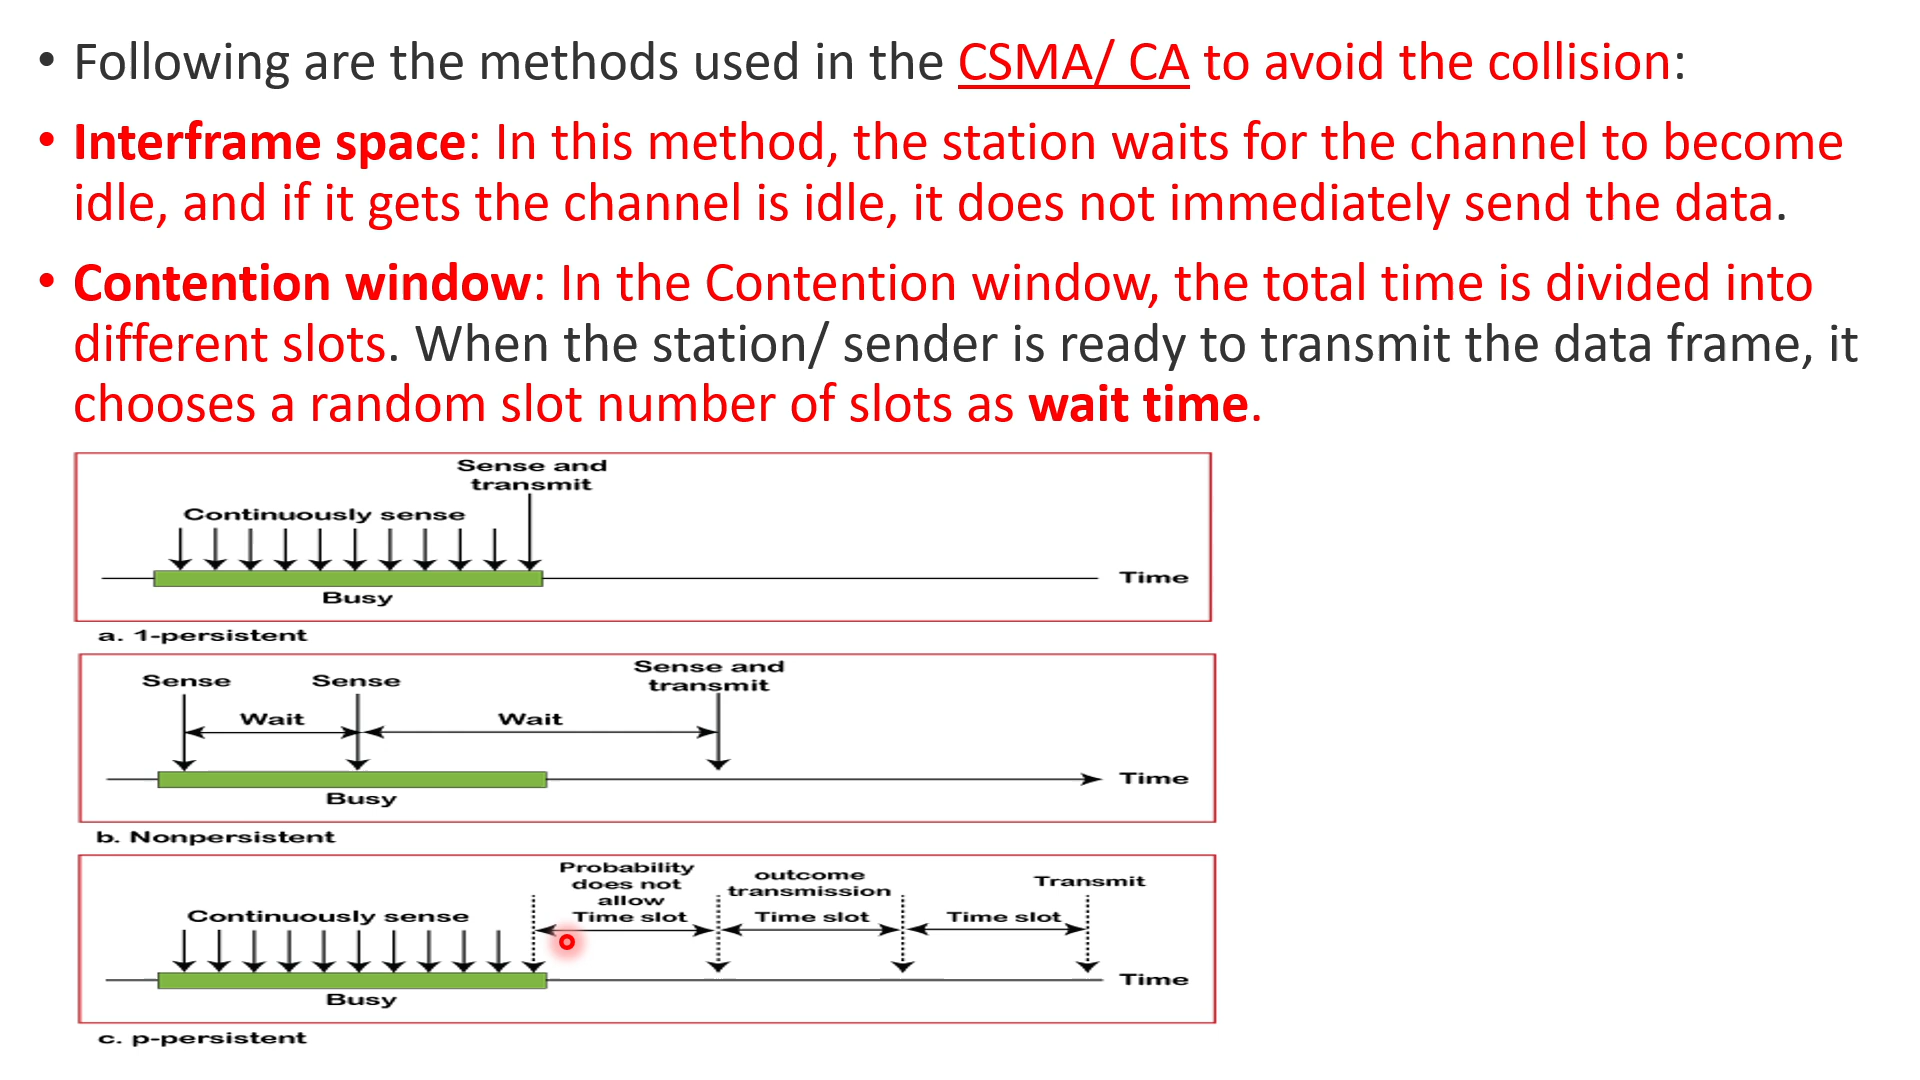 • Following are the methods used in the CSMA/ CA to avoid the collision:
• Interframe space: In this method, the station waits for the channel to become
idle, and if it gets the channel is idle, it does not immediately send the data.
• Contention window: In the Contention window, the total time is divided into
different slots. When the station/ sender is ready to transmit the data frame, it
chooses a random slot number of slots as wait time.
Sense and
transmit
Continuously sense
Time
Busy
a. 1-persistent
Sense and
transmit
Sense
Sense
Wait
Wait
Time
Busy
b. Nonpersistent
Probability
does not
allow
Time slot
outcome
transmission
Time slot
Transmit
Time slot
Continuously sense
Time
Busy
c. p-persistent